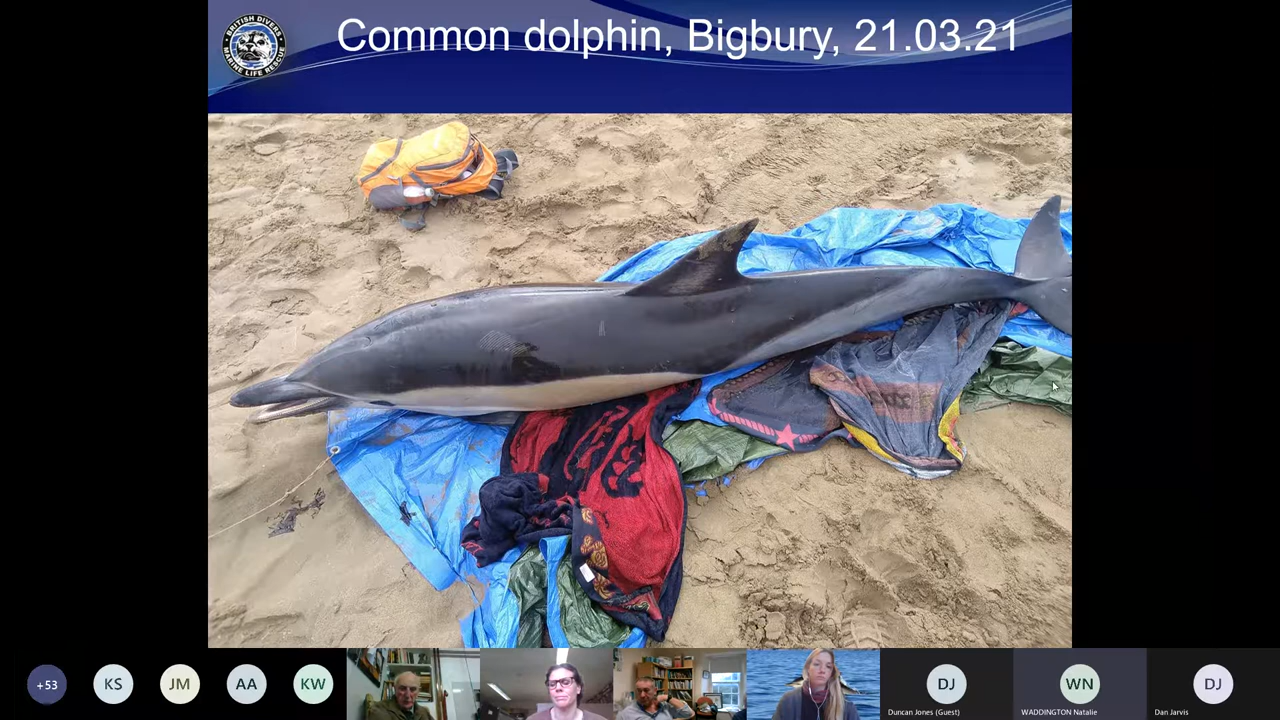 BRITISH DIVERS
MARINE LIFE RESCUE
Common dolphin, Bigbury, 21.03.21
+53
KS
JM
AA
KW
DJ
Duncan Jones (Guest)
WN
WADDINGTON Natalie
DJ
Dan Jarvis